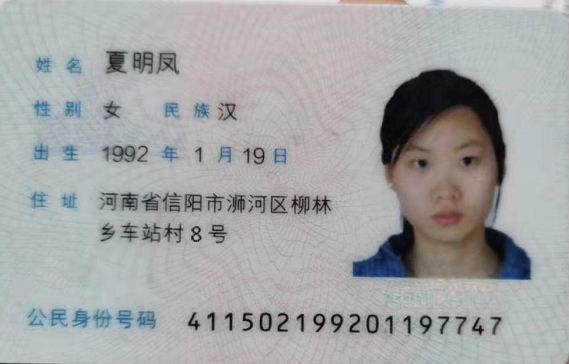 姓名 夏明凤
性别 女 民族 汉
出生 1992 年 1 月 19 日
住址 河南省信阳市浉河区柳林
乡车站村 8 号
公民身份号码 411502199201197747